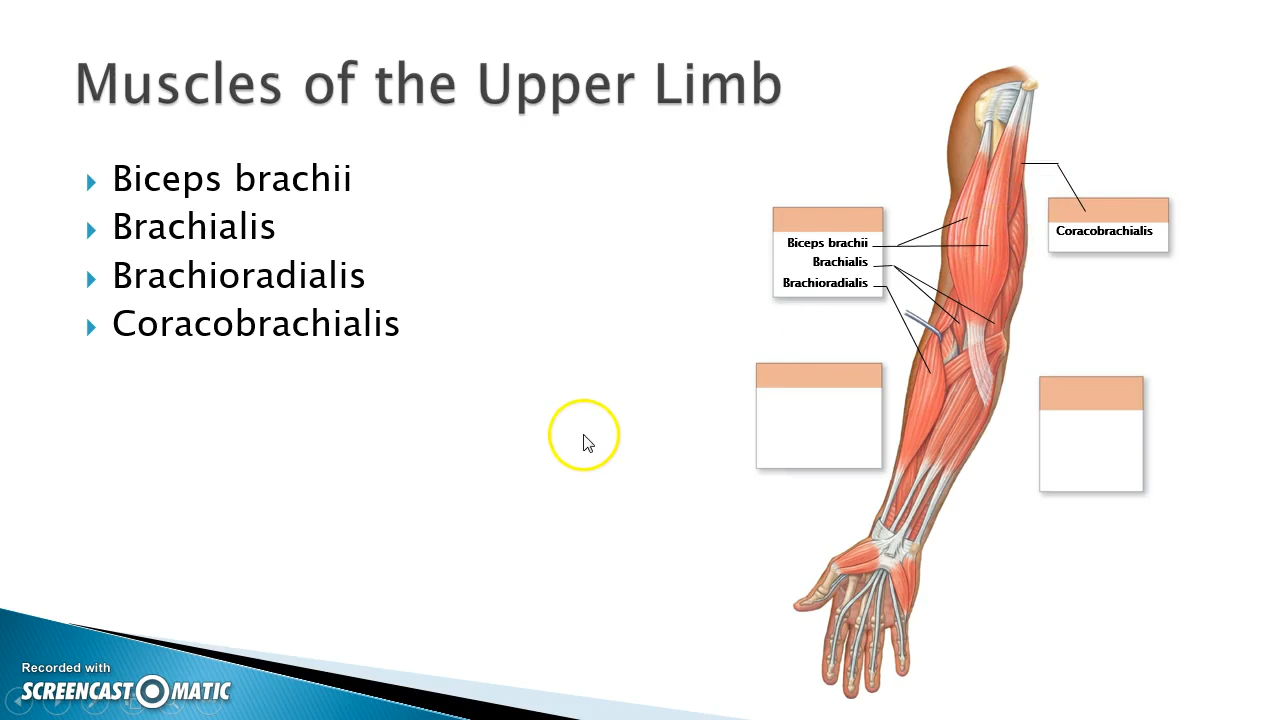 Muscles of the Upper Limb
Biceps brachii
Brachialis
Brachioradialis
Coracobrachialis
Biceps brachii
Brachialis
Brachioradialis
Coracobrachialis
Recorded with
SCREENCAST-O-MATIC